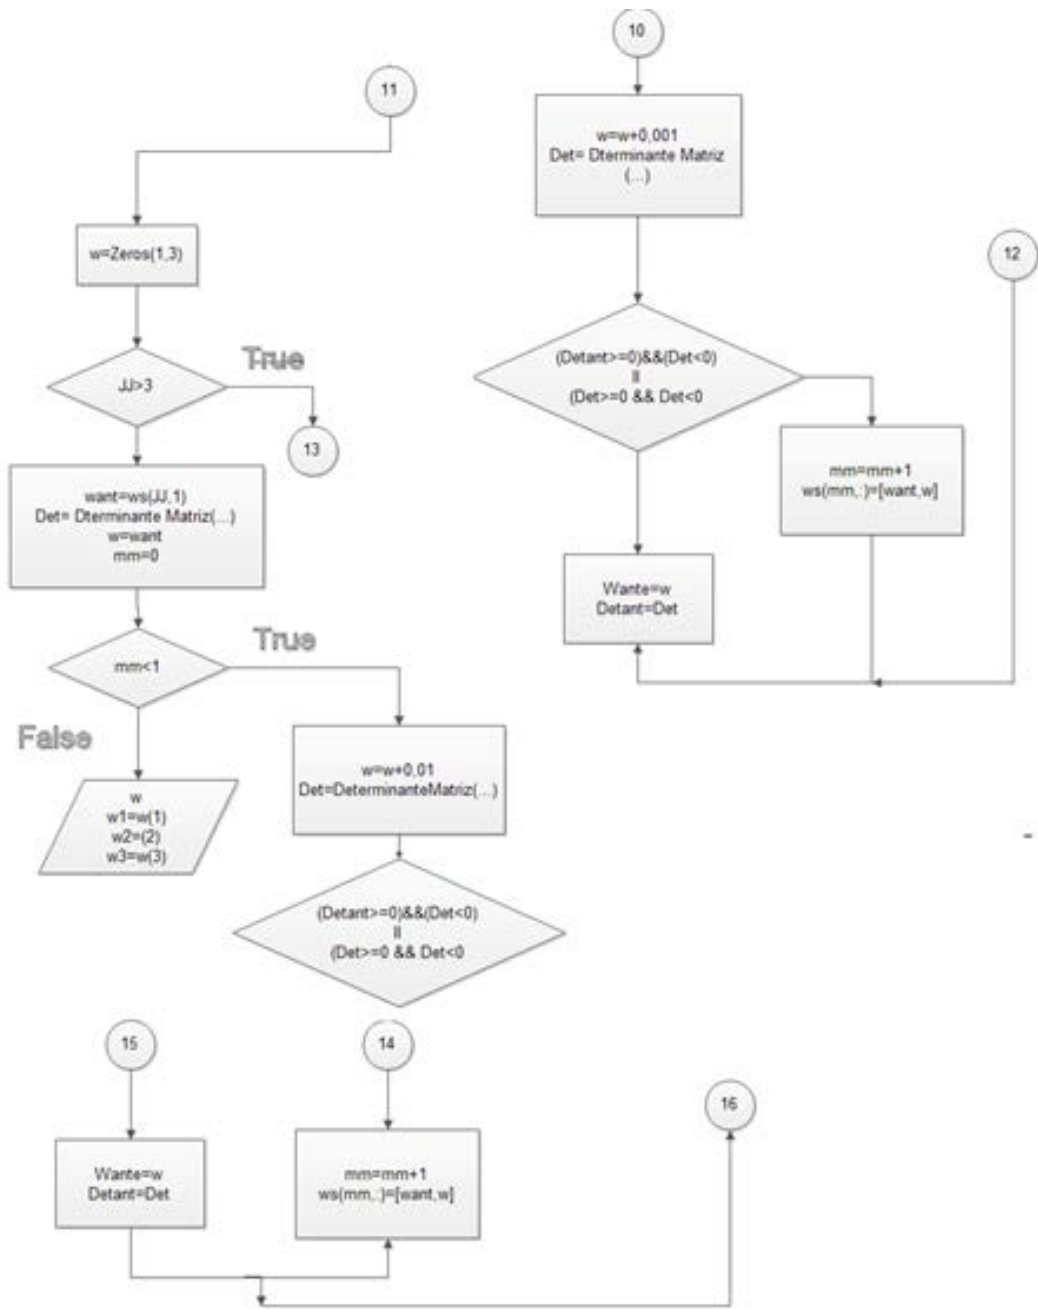 11
w=Zeros(1,3)
JJ>3
True
13
want=ws(JJ,1)
Det= Dterminante Matriz(...)
w=want
mm=0
mm<1
True
False
w
w1=w(1)
w2=(2)
w3=w(3)
w=w+0,01
Det=DeterminanteMatriz(...)
(Detant>=0)&&(Det<0)
||
(Det>=0 && Det<0
10
w=w+0,001
Det= Dterminante Matriz
(...)
12
(Detant>=0)&&(Det<0)
||
(Det>=0 && Det<0
mm=mm+1
ws(mm,:)=[want,w]
Wante=w
Detant=Det
15
Wante=w
Detant=Det
14
mm=mm+1
ws(mm,:)=[want,w]
16